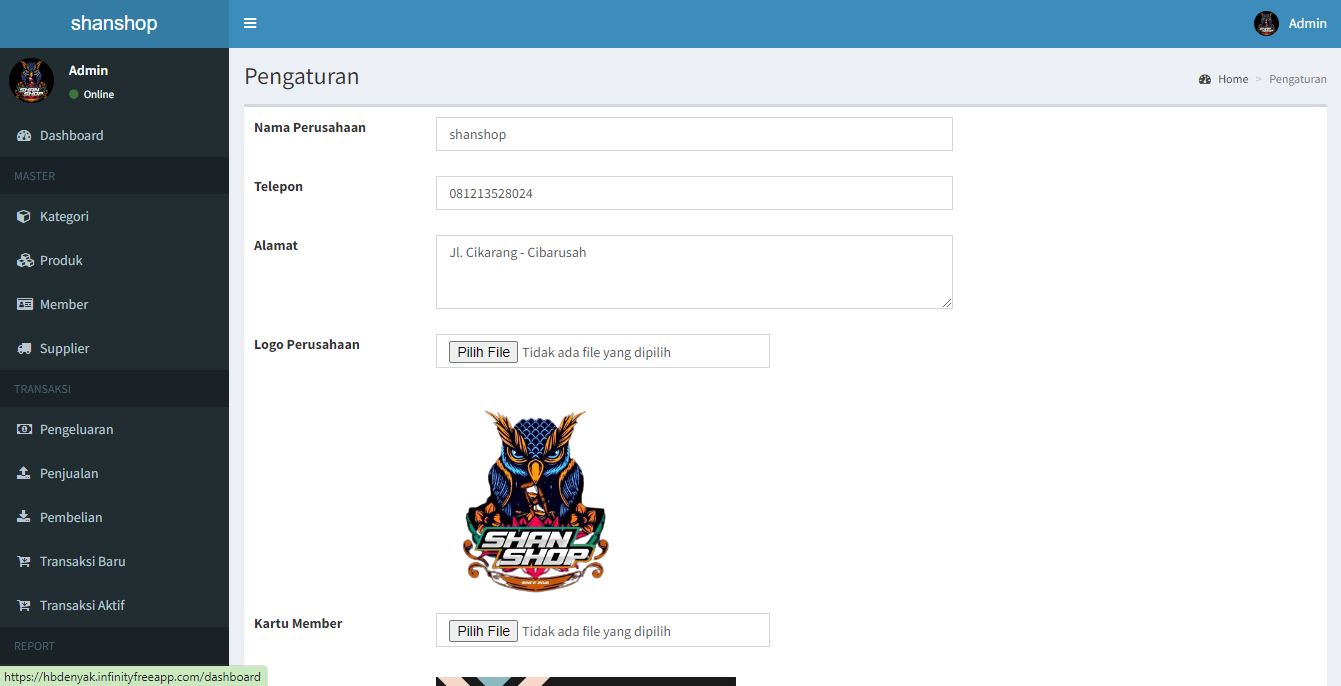 shanshop
Admin
Admin
Online
Pengaturan
Home > Pengaturan
Dashboard
MASTER
Kategori
Produk
Member
Supplier
TRANSAKSI
Pengeluaran
Penjualan
Pembelian
Transaksi Baru
Transaksi Aktif
REPORT
Nama Perusahaan
shanshop
Telepon
081213528024
Alamat
Jl. Cikarang - Cibarusah
Logo Perusahaan
Pilih File Tidak ada file yang dipilih
SHAN
SHOP
Kartu Member
Pilih File Tidak ada file yang dipilih
https://hbdenyak.infinityfreeapp.com/dashboard